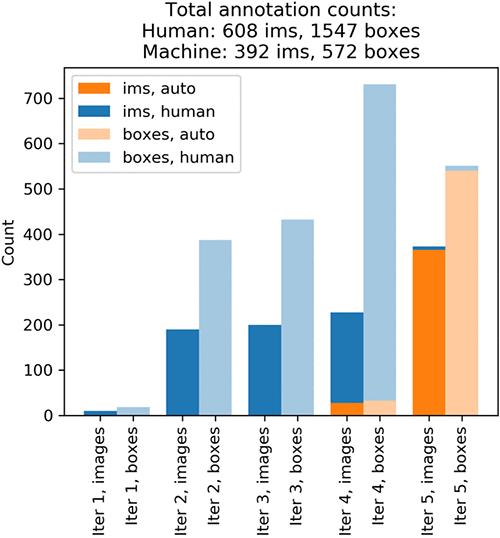 Total annotation counts:
Human: 608 ims, 1547 boxes
Machine: 392 ims, 572 boxes
ims, auto
ims, human
boxes, auto
boxes, human
Count
700
600
500
400
300
200
100
0
Iter 1, images
Iter 1, boxes
Iter 2, images
Iter 2, boxes
Iter 3, images
Iter 3, boxes
Iter 4, images
Iter 4, boxes
Iter 5, images
Iter 5, boxes